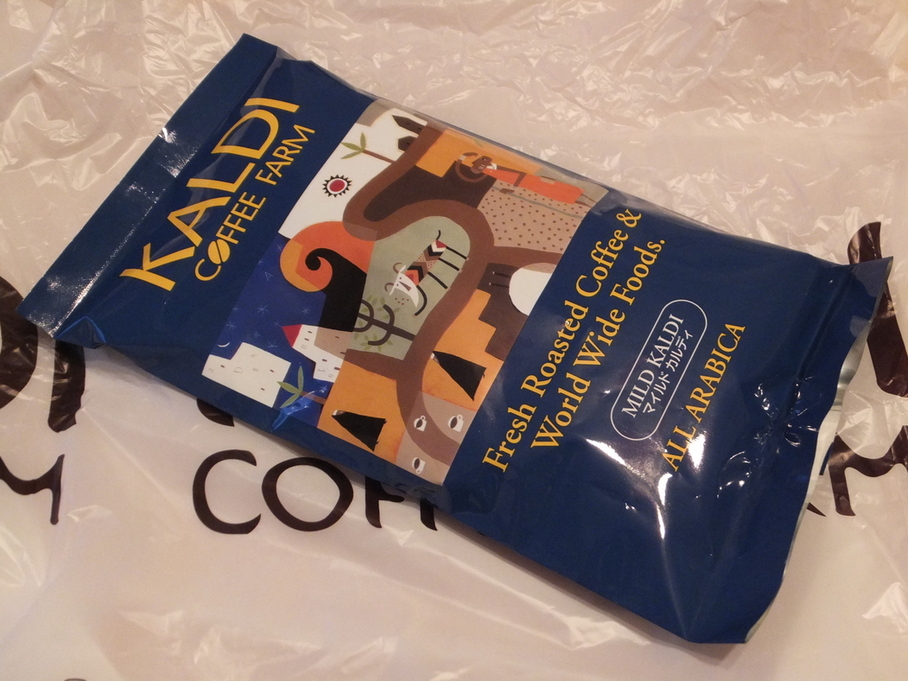 KALDI
COFFEE FARM
Fresh Roasted Coffee &
World Wide Foods.
MILD KALDI
マイルド カルディ
ALL ARABICA